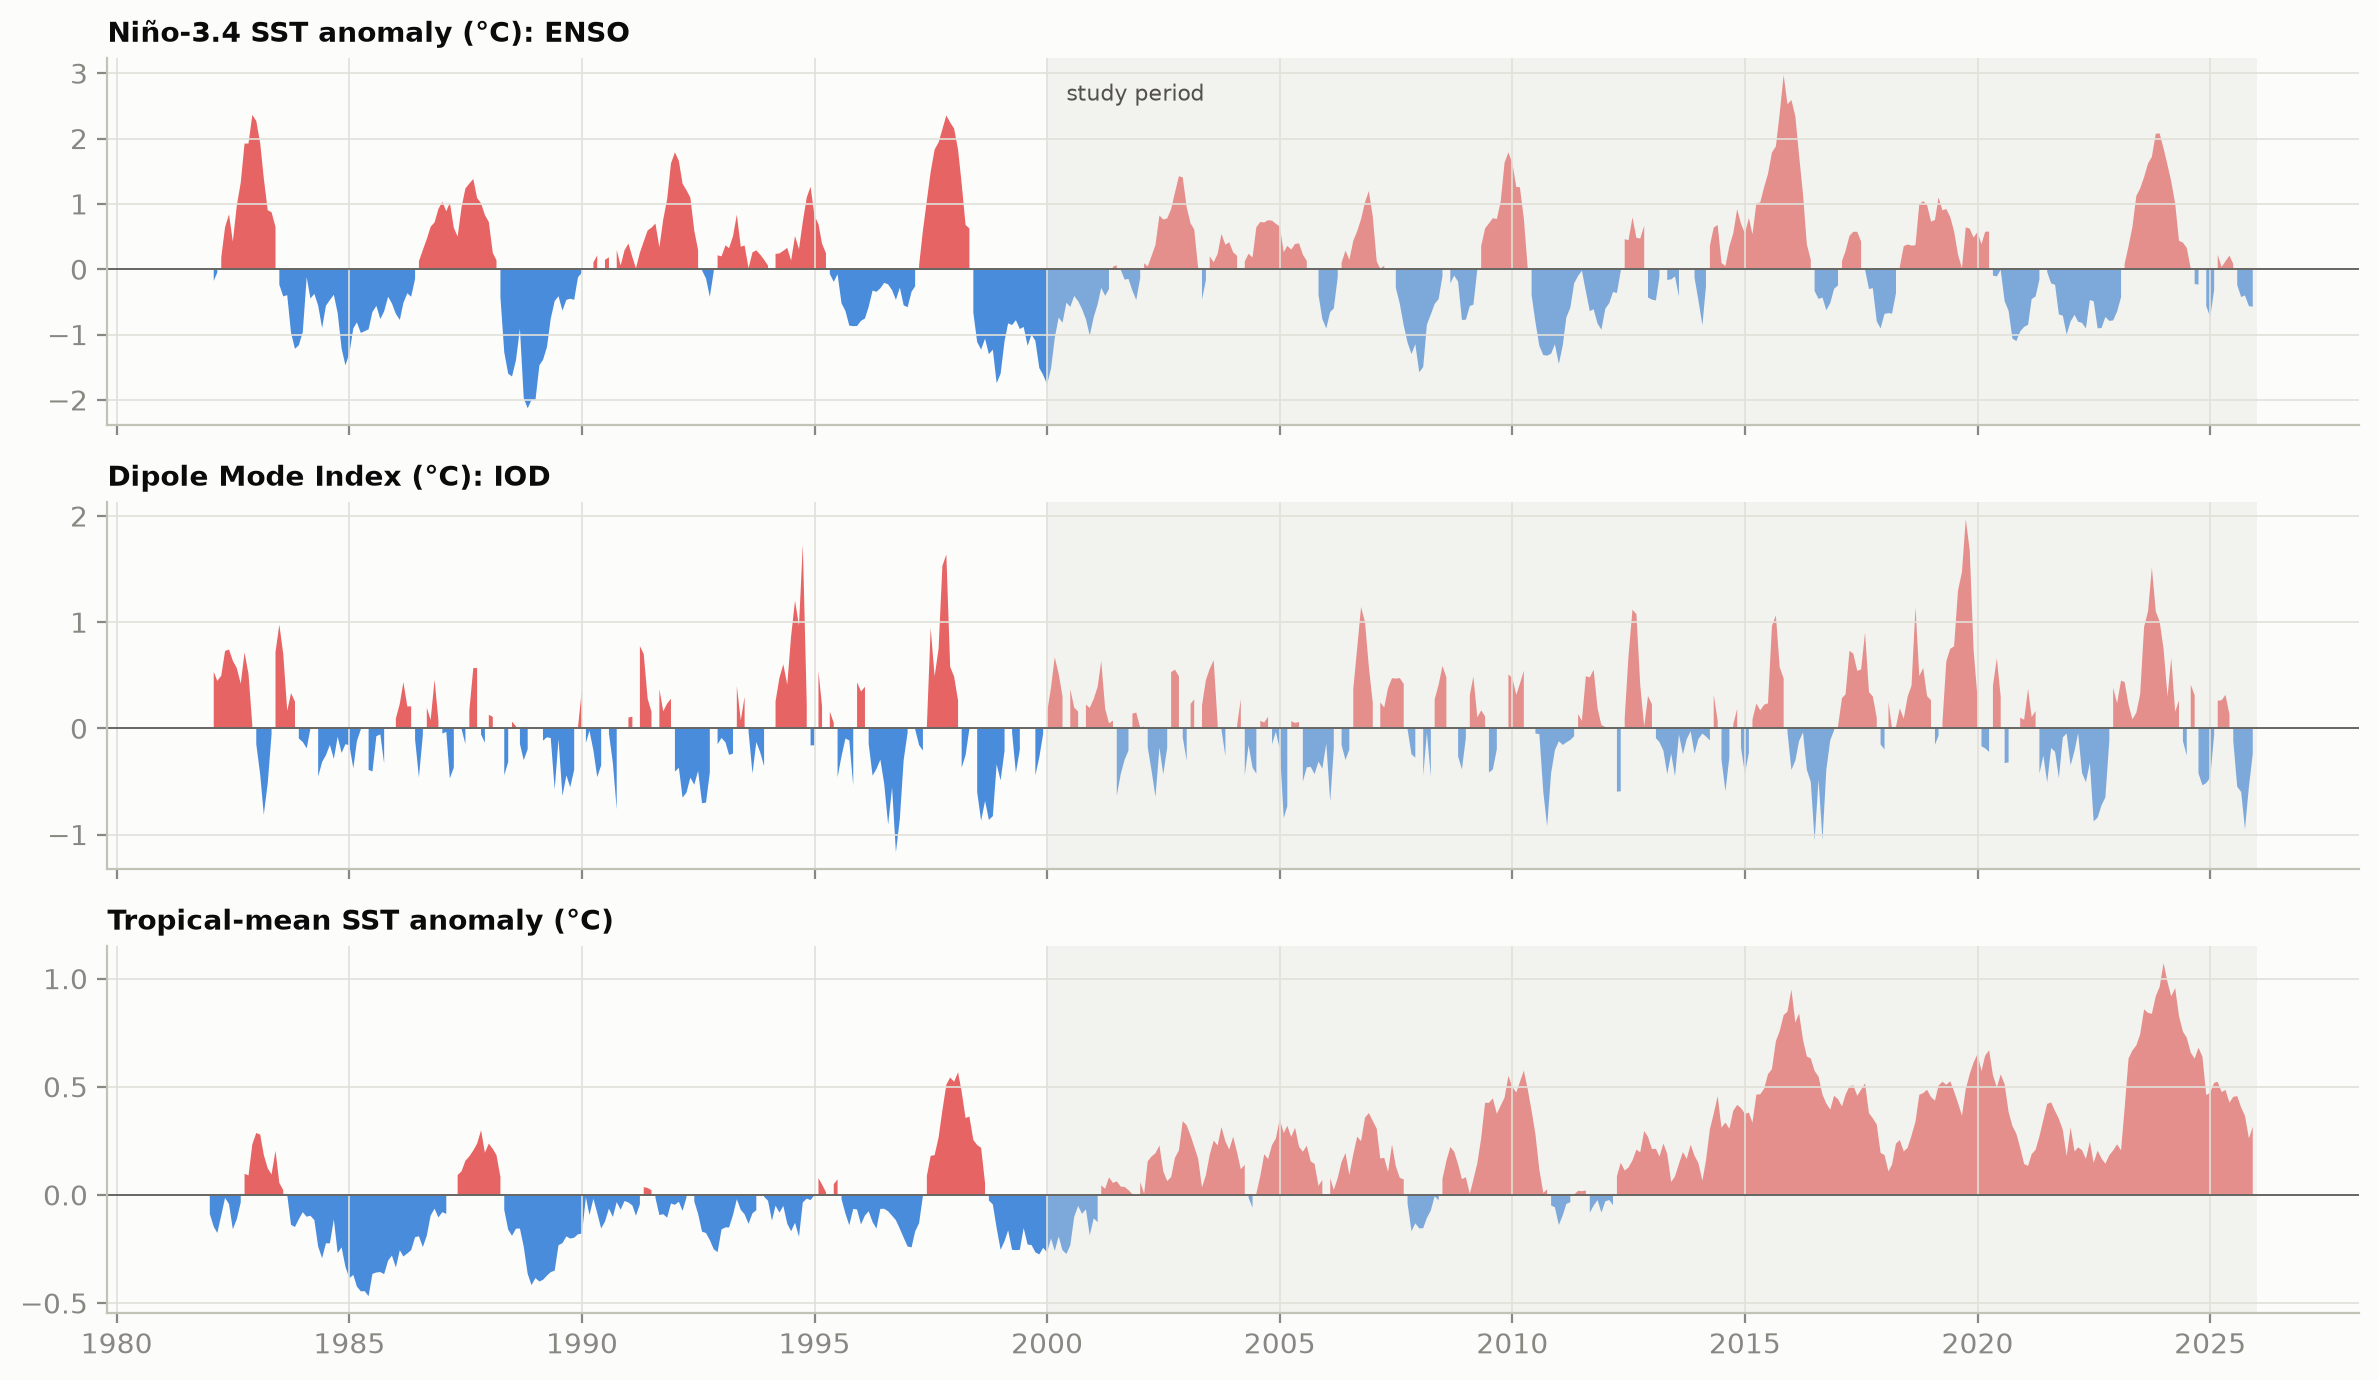 Niño-3.4 SST anomaly (°C): ENSO
3
2
1
0
−1
−2
study period
Dipole Mode Index (°C): IOD
2
1
0
−1
Tropical-mean SST anomaly (°C)
1.0
0.5
0.0
−0.5
1980 1985 1990 1995 2000 2005 2010 2015 2020 2025